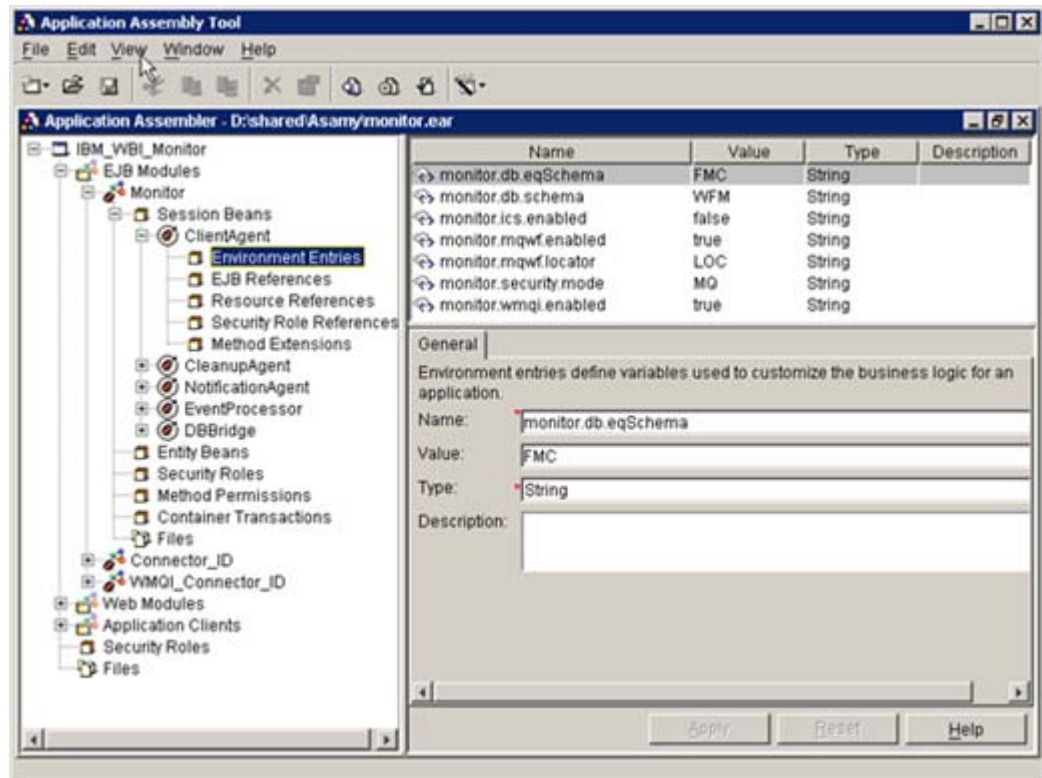 Application Assembly Tool
File Edit View Window Help
Application Assembler - D:\shared\Asamy\monitor.ear
IBM_WBI_Monitor
EJB Modules
Monitor
Session Beans
ClientAgent
Environment Entries
EJB References
Resource References
Security Role References
Method Extensions
CleanupAgent
NotificationAgent
EventProcessor
DBBridge
Entity Beans
Security Roles
Method Permissions
Container Transactions
Files
Connector_ID
WMQI_Connector_ID
Web Modules
Application Clients
Security Roles
Files
Name Value Type Description
monitor.db.eqSchema FMC String
monitor.db.schema WFM String
monitor.ics.enabled false String
monitor.mqwf.enabled true String
monitor.mqwf.locator LOC String
monitor.security.mode MQ String
monitor.wmqi.enabled true String
General
Environment entries define variables used to customize the business logic for an
application.
Name: *monitor.db.eqSchema
Value: FMC
Type: *String
Description:
Apply Reset Help